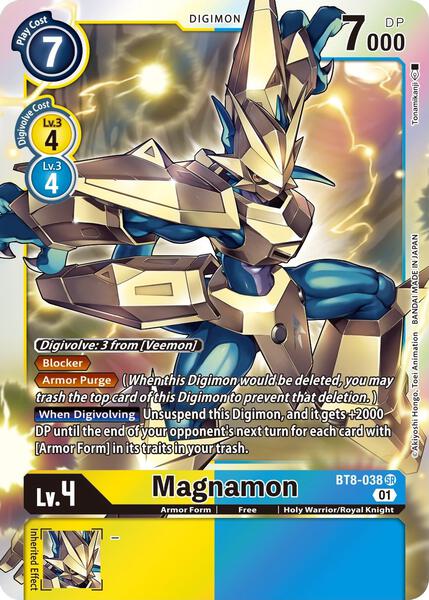 Play Cost
7
DIGIMON
DP
7000
Digivolve Cost
Lv.3
4
Lv.3
4
Tonamikanji
©Akiyoshi Hongo, Toei Animation BANDAI MADE IN JAPAN
Digivolve: 3 from [Veemon]
Blocker
Armor Purge (When this Digimon would be deleted, you may
trash the top card of this Digimon to prevent that deletion.)
When Digivolving Unsuspend this Digimon, and it gets +2000
DP until the end of your opponent's next turn for each card with
[Armor Form] in its traits in your trash.
Lv.4
Magnamon
BT8-038 SR
01
Armor Form Free Holy Warrior/Royal Knight
Inherited Effect
-